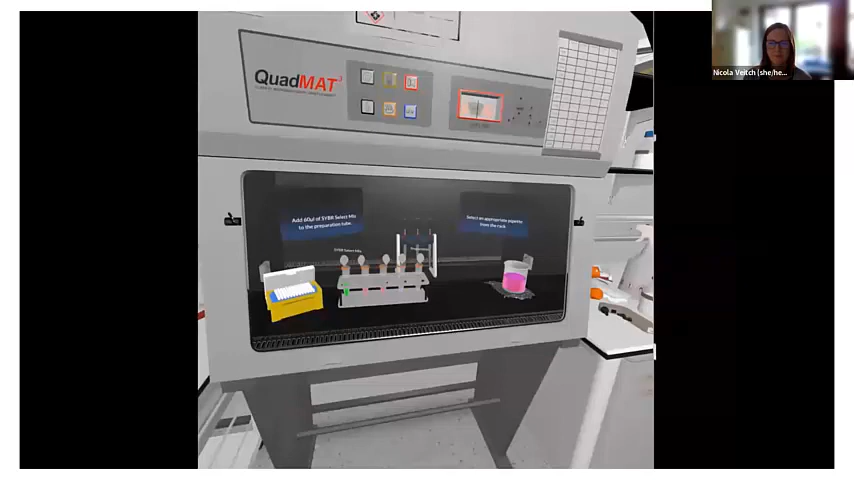 Nicola Veitch (she/he...
QuadMAT³
Add 60µl of SYBR Select Mix
to the preparation tube.
Select an appropriate pipette
from the rack.
SYBR Select Mix